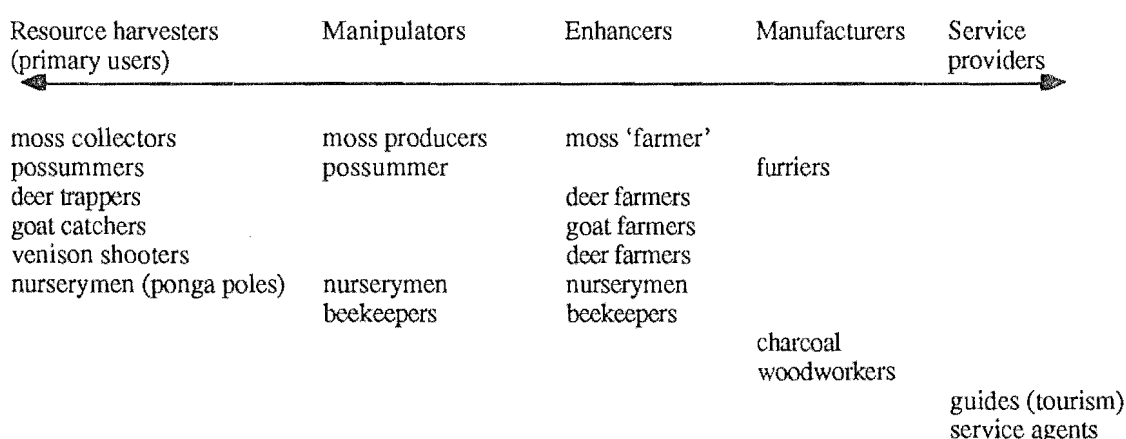 Resource harvesters Manipulators Enhancers Manufacturers Service
(primary users) providers
moss collectors moss producers moss ‘farmer’
possummers possummer furriers
deer trappers deer farmers
goat catchers goat farmers
venison shooters deer farmers
nurserymen (ponga poles) nurserymen nurserymen
beekeepers beekeepers
charcoal
woodworkers
guides (tourism)
service agents